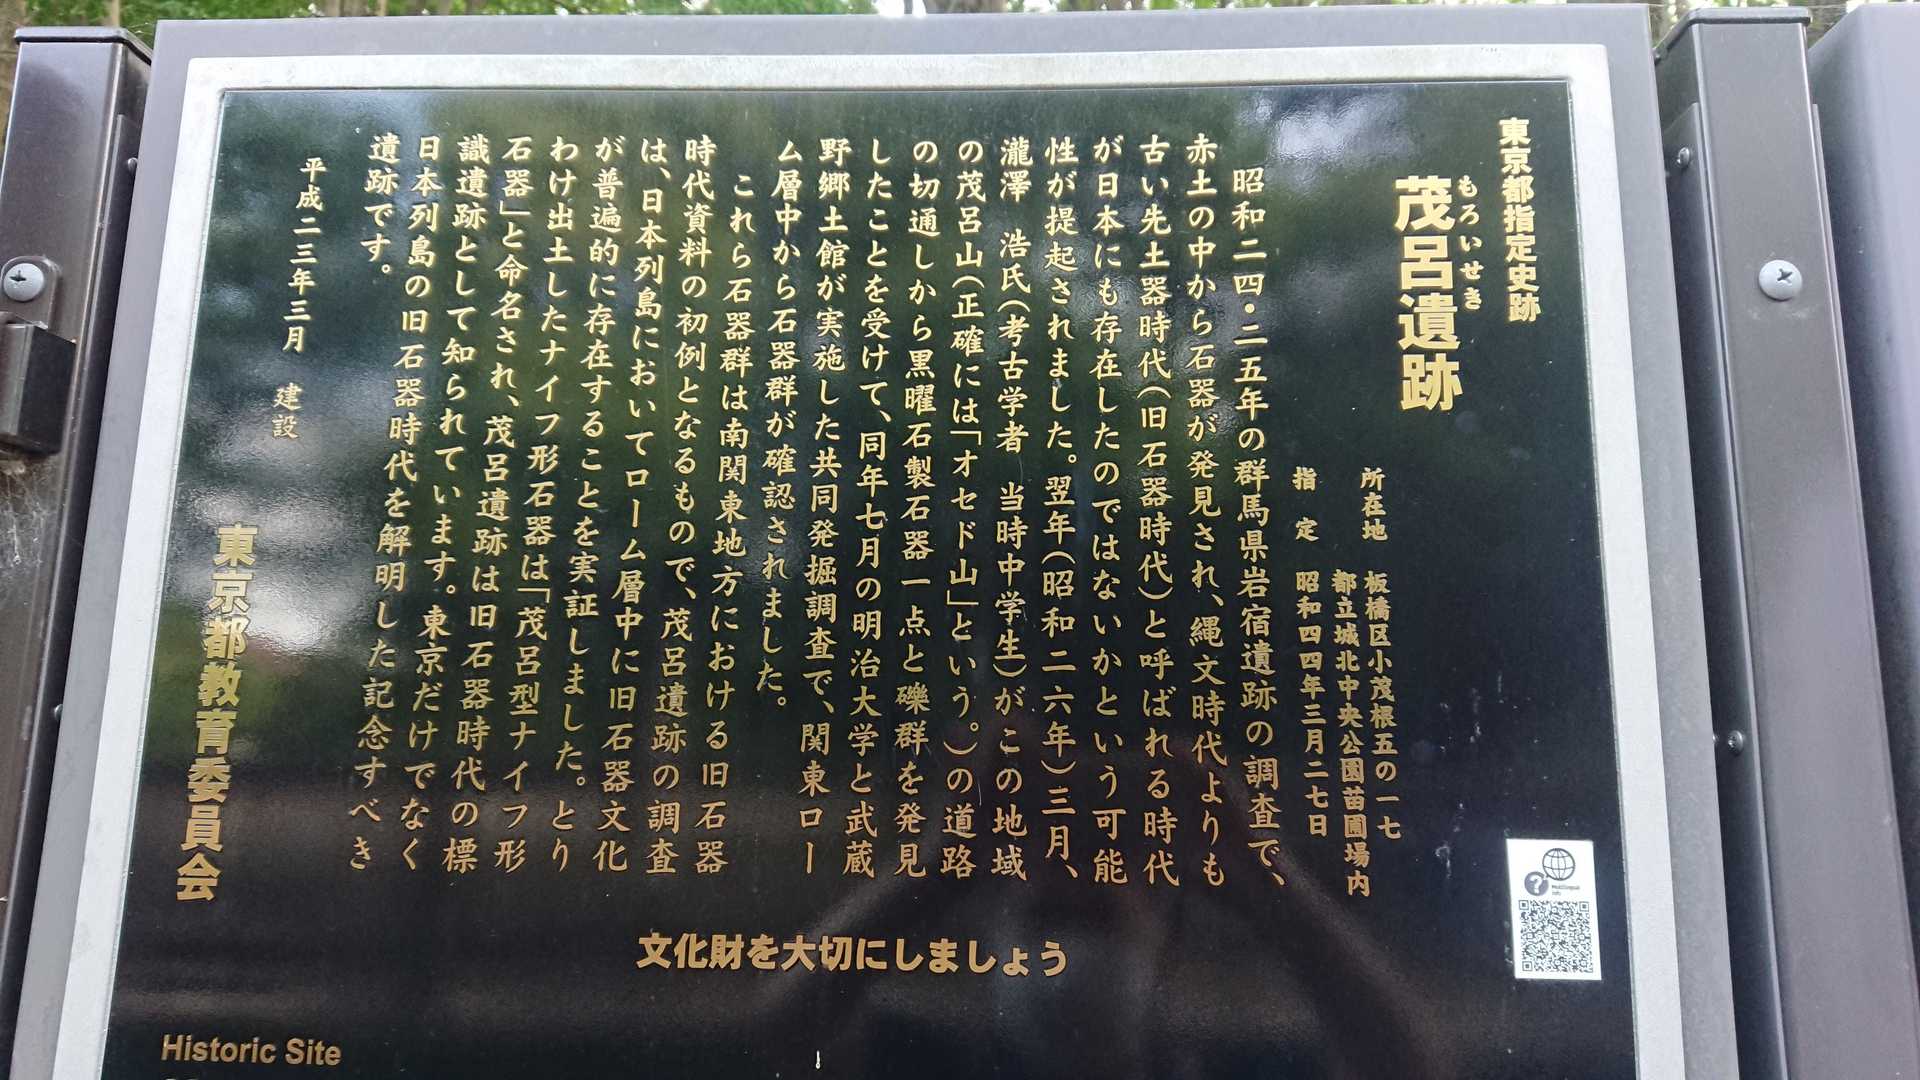 東京都指定史跡
もろいせき
茂呂遺跡
所在地　板橋区小茂根五の一七
都立城北中央公園苗圃場内
指　定　昭和四四年三月二七日
昭和二四・二五年の群馬県岩宿遺跡の調査で、
赤土の中から石器が発見され、縄文時代よりも
古い先土器時代（旧石器時代）と呼ばれる時代
が日本にも存在したのではないかという可能
性が提起されました。翌年（昭和二六年）三月、
瀧澤　浩氏（考古学者　当時中学生）がこの地域
の茂呂山（正確には「オセド山」という。）の道路
の切通しから黒曜石製石器一点と礫群を発見
したことを受けて、同年七月の明治大学と武蔵
野郷土館が実施した共同発掘調査で、関東ロー
ム層中から石器群が確認されました。
これら石器群は南関東地方における旧石器
時代資料の初例となるもので、茂呂遺跡の調査
は、日本列島においてローム層中に旧石器文化
が普遍的に存在することを実証しました。とり
わけ出土したナイフ形石器は「茂呂型ナイフ形
石器」と命名され、茂呂遺跡は旧石器時代の標
識遺跡として知られています。東京だけでなく
日本列島の旧石器時代を解明した記念すべき
遺跡です。
平成二三年三月　建設
東京都教育委員会
文化財を大切にしましょう
Multilingual
Info
Historic Site